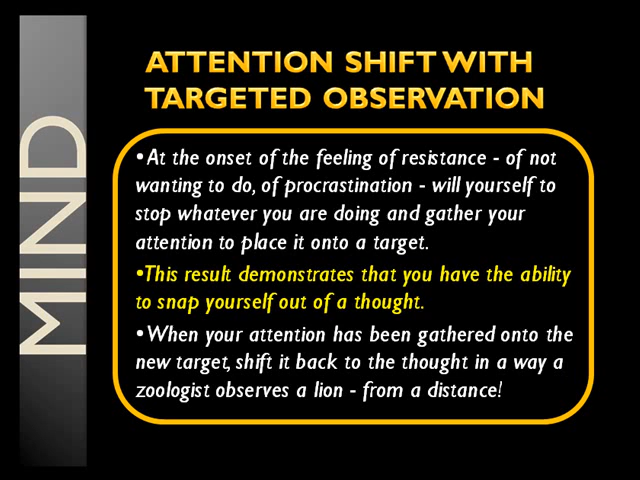 MIND
ATTENTION SHIFT WITH
TARGETED OBSERVATION
•At the onset of the feeling of resistance - of not
wanting to do, of procrastination - will yourself to
stop whatever you are doing and gather your
attention to place it onto a target.
•This result demonstrates that you have the ability
to snap yourself out of a thought.
•When your attention has been gathered onto the
new target, shift it back to the thought in a way a
zoologist observes a lion - from a distance!